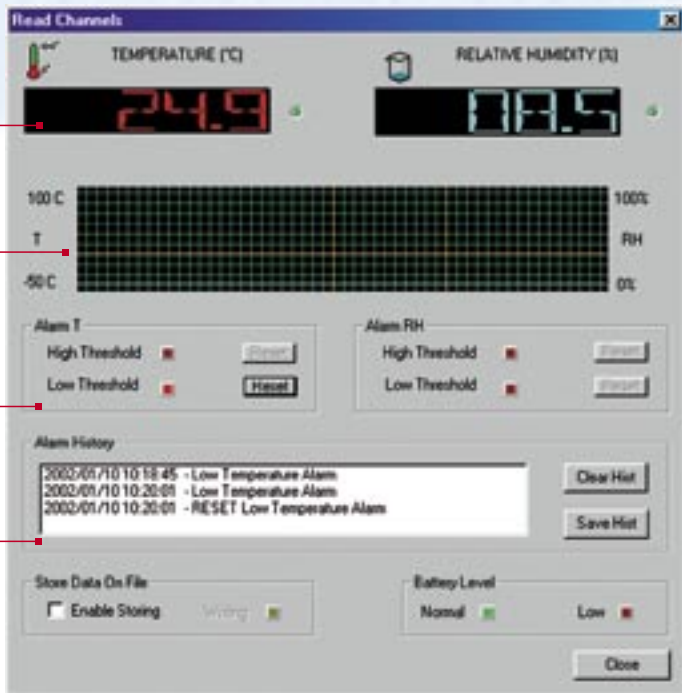 Read Channels
TEMPERATURE (°C)
RELATIVE HUMIDITY (%)
24.9
100 C
100%
T
RH
-50 C
0%
Alarm T
Alarm RH
High Threshold
Reset
High Threshold
Reset
Low Threshold
Reset
Low Threshold
Reset
Alarm History
2002/01/10 10:18:45 - Low Temperature Alarm
2002/01/10 10:20:01 - Low Temperature Alarm
2002/01/10 10:20:01 - RESET Low Temperature Alarm
Clear Hist
Save Hist
Store Data On File
Battery Level
Enable Storing
Writing
Normal
Low
Close